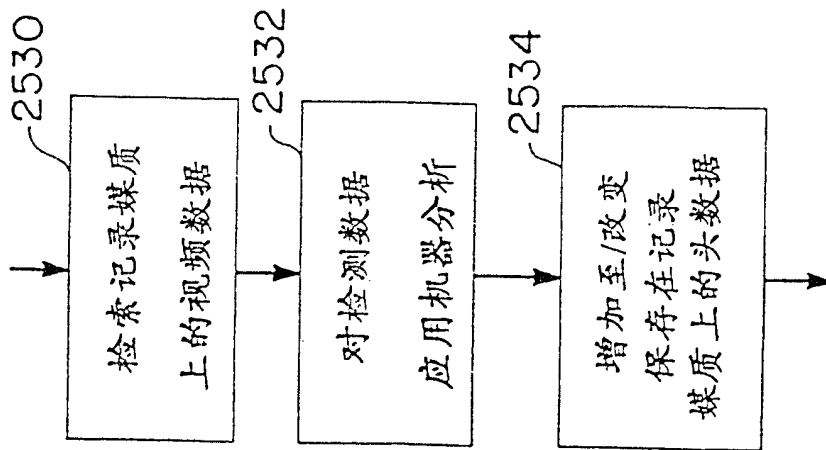 2530
检索记录媒质
上的视频数据
2532
对检测数据
应用机器分析
2534
增加至/改变
保存在记录
媒质上的头数据